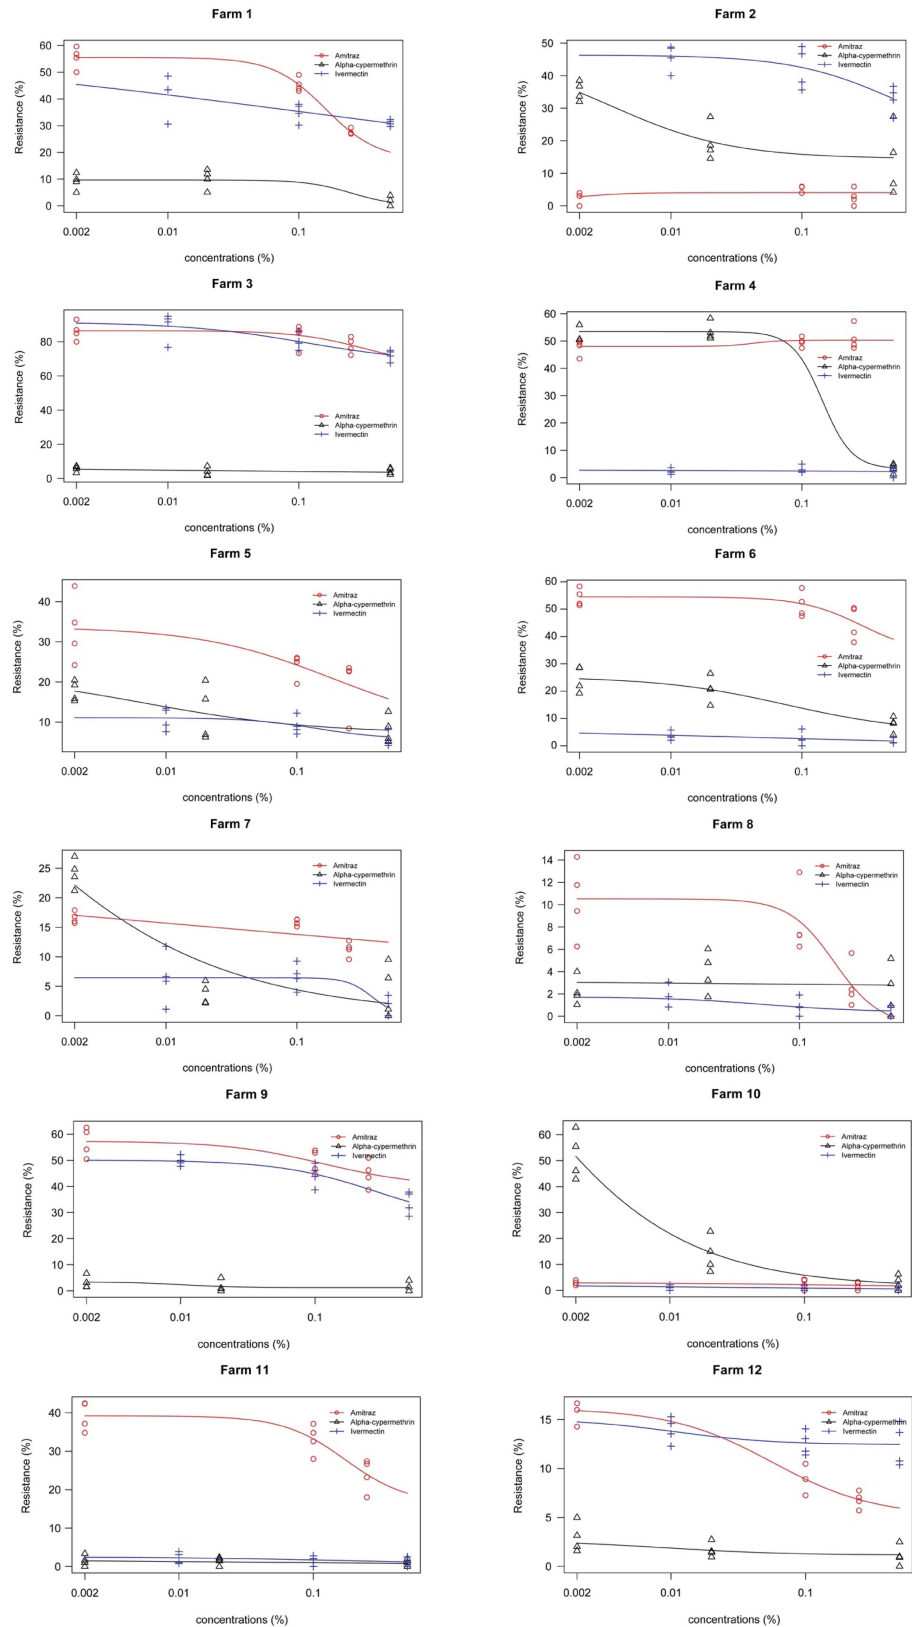 Farm 1
Resistance (%)
60
50
40
30
20
10
0
Amitraz
Alpha-cypermethrin
Ivermectin
0.002 0.01 0.1
concentrations (%)
Farm 2
Resistance (%)
50
40
30
20
10
0
Amitraz
Alpha-cypermethrin
Ivermectin
0.002 0.01 0.1
concentrations (%)
Farm 3
Resistance (%)
80
60
40
20
0
Amitraz
Alpha-cypermethrin
Ivermectin
0.002 0.01 0.1
concentrations (%)
Farm 4
Resistance (%)
60
50
40
30
20
10
0
Amitraz
Alpha-cypermethrin
Ivermectin
0.002 0.01 0.1
concentrations (%)
Farm 5
Resistance (%)
40
30
20
10
Amitraz
Alpha-cypermethrin
Ivermectin
0.002 0.01 0.1
concentrations (%)
Farm 6
Resistance (%)
60
50
40
30
20
10
0
Amitraz
Alpha-cypermethrin
Ivermectin
0.002 0.01 0.1
concentrations (%)
Farm 7
Resistance (%)
25
20
15
10
5
0
Amitraz
Alpha-cypermethrin
Ivermectin
0.002 0.01 0.1
concentrations (%)
Farm 8
Resistance (%)
14
12
10
8
6
4
2
0
Amitraz
Alpha-cypermethrin
Ivermectin
0.002 0.01 0.1
concentrations (%)
Farm 9
Resistance (%)
60
50
40
30
20
10
0
Amitraz
Alpha-cypermethrin
Ivermectin
0.002 0.01 0.1
concentrations (%)
Farm 10
Resistance (%)
60
50
40
30
20
10
0
Amitraz
Alpha-cypermethrin
Ivermectin
0.002 0.01 0.1
concentrations (%)
Farm 11
Resistance (%)
40
30
20
10
0
Amitraz
Alpha-cypermethrin
Ivermectin
0.002 0.01 0.1
concentrations (%)
Farm 12
Resistance (%)
15
10
5
0
Amitraz
Alpha-cypermethrin
Ivermectin
0.002 0.01 0.1
concentrations (%)